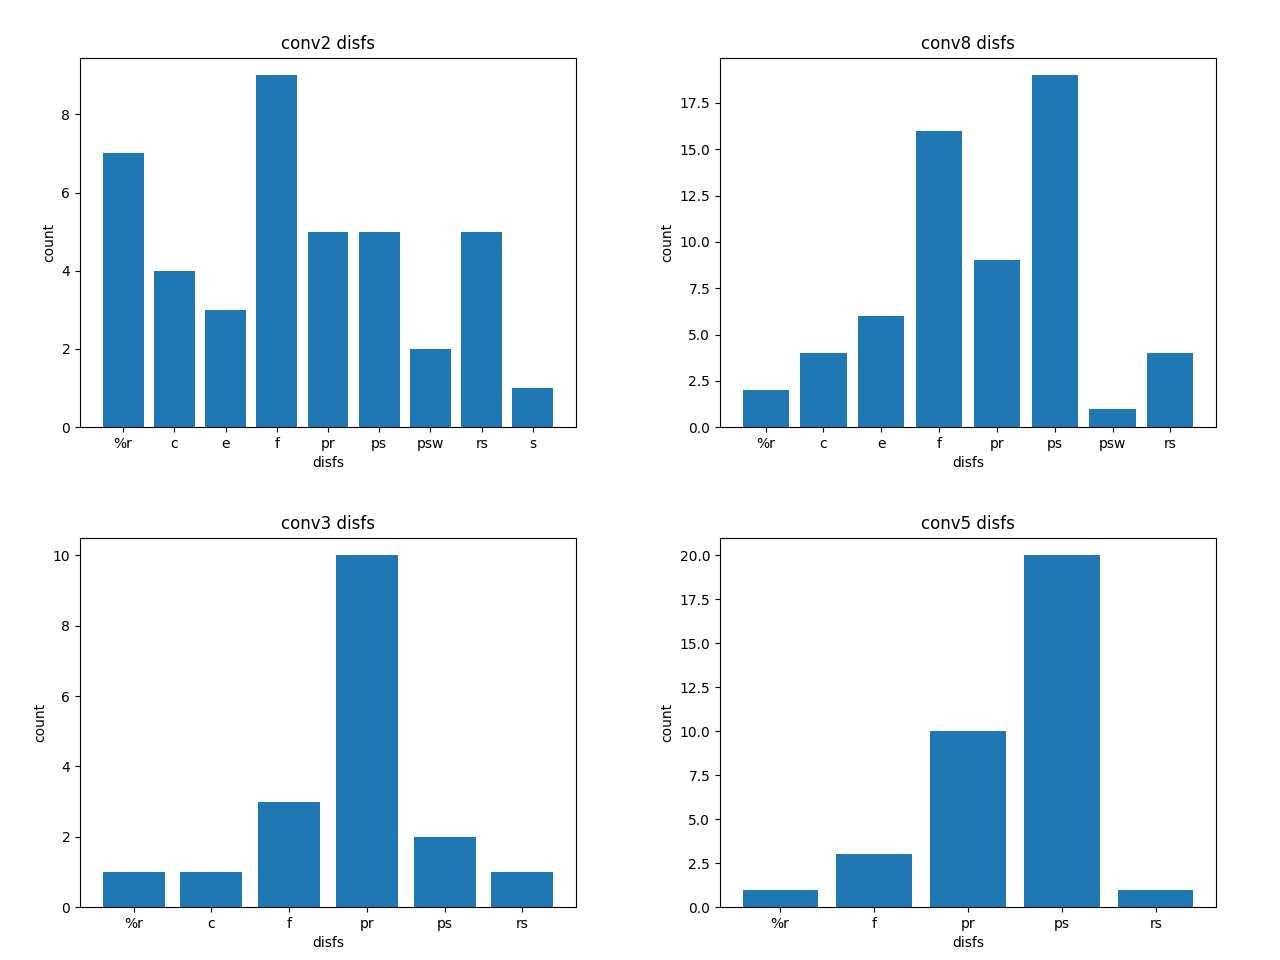 conv2 disfs
count
8
6
4
2
0
%r c e f pr ps psw rs s
disfs
conv8 disfs
count
17.5
15.0
12.5
10.0
7.5
5.0
2.5
0.0
%r c e f pr ps psw rs
disfs
conv3 disfs
count
10
8
6
4
2
0
%r c f pr ps rs
disfs
conv5 disfs
count
20.0
17.5
15.0
12.5
10.0
7.5
5.0
2.5
0.0
%r f pr ps rs
disfs